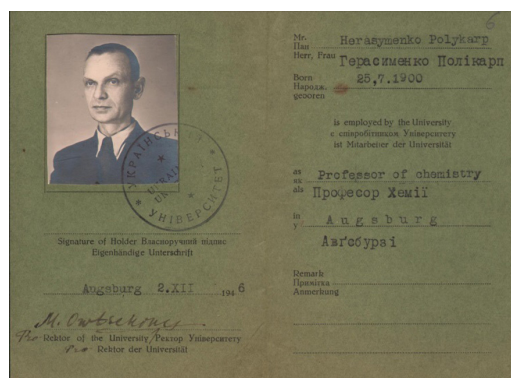 6
Mr.
Пан
Herr, Frau
Herasymenko Polykarp
Герасименко Полікарп
Born
Народж.
geboren
25,7.1900
is employed by the University
є співробітником Університету
ist Mitarbeiter der Universität
as
як
als
Professor of chemistry
Професор Хемії
in
у
Augsburg
Авґсбурзі
Remark
Примітка
Anmerkung
УКРАЇНСЬКИЙ
УНІВЕРСИТЕТ
Signature of Holder Власноручний підпис
Eigenhändige Unterschrift
Augsburg 2.XII 1946
Pro Rektor of the University/Ректор Університету
Pro Rektor der Universität